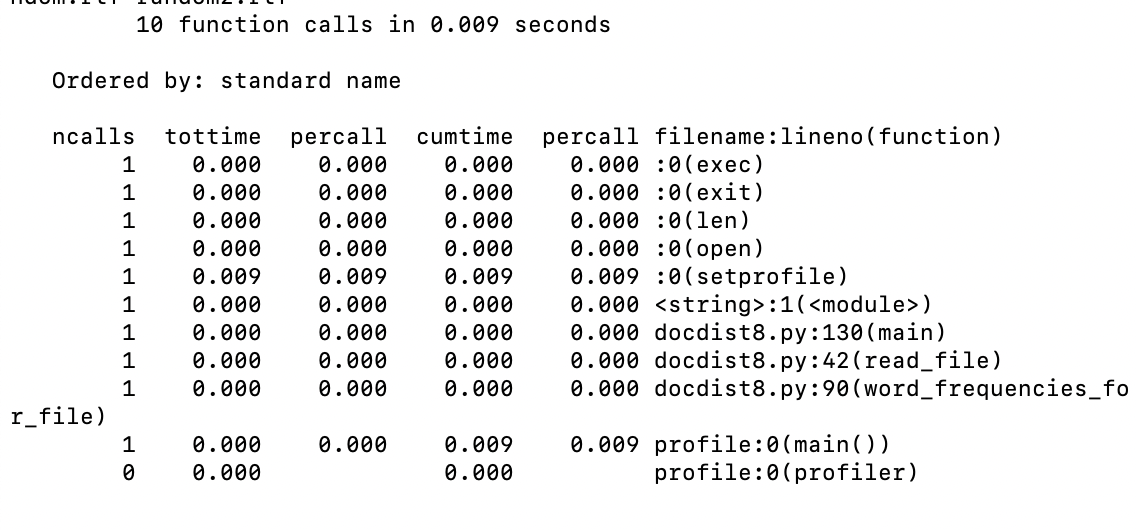 10 function calls in 0.009 seconds
Ordered by: standard name
ncalls  tottime  percall  cumtime  percall filename:lineno(function)
1    0.000    0.000    0.000    0.000 :0(exec)
1    0.000    0.000    0.000    0.000 :0(exit)
1    0.000    0.000    0.000    0.000 :0(len)
1    0.000    0.000    0.000    0.000 :0(open)
1    0.009    0.009    0.009    0.009 :0(setprofile)
1    0.000    0.000    0.000    0.000 <string>:1(<module>)
1    0.000    0.000    0.000    0.000 docdist8.py:130(main)
1    0.000    0.000    0.000    0.000 docdist8.py:42(read_file)
1    0.000    0.000    0.000    0.000 docdist8.py:90(word_frequencies_fo
r_file)
1    0.000    0.000    0.009    0.009 profile:0(main())
0    0.000             0.000          profile:0(profiler)